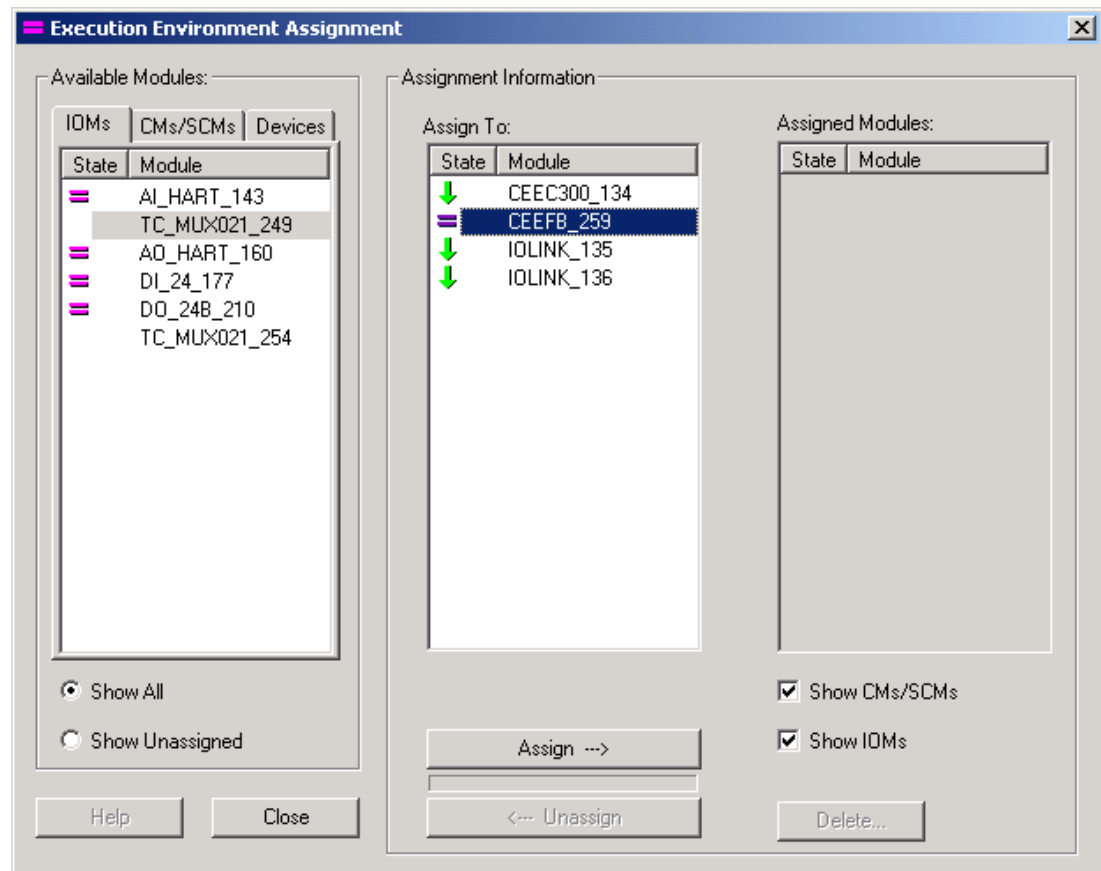 Execution Environment Assignment
Available Modules:
IOMs CMs/SCMs Devices
State Module
AI_HART_143
TC_MUX021_249
AO_HART_160
DI_24_177
DO_24B_210
TC_MUX021_254
Show All
Show Unassigned
Help Close
Assignment Information
Assign To:
State Module
CEEC300_134
CEEFB_259
IOLINK_135
IOLINK_136
Assign --->
<--- Unassign
Assigned Modules:
State Module
Show CMs/SCMs
Show IOMs
Delete...